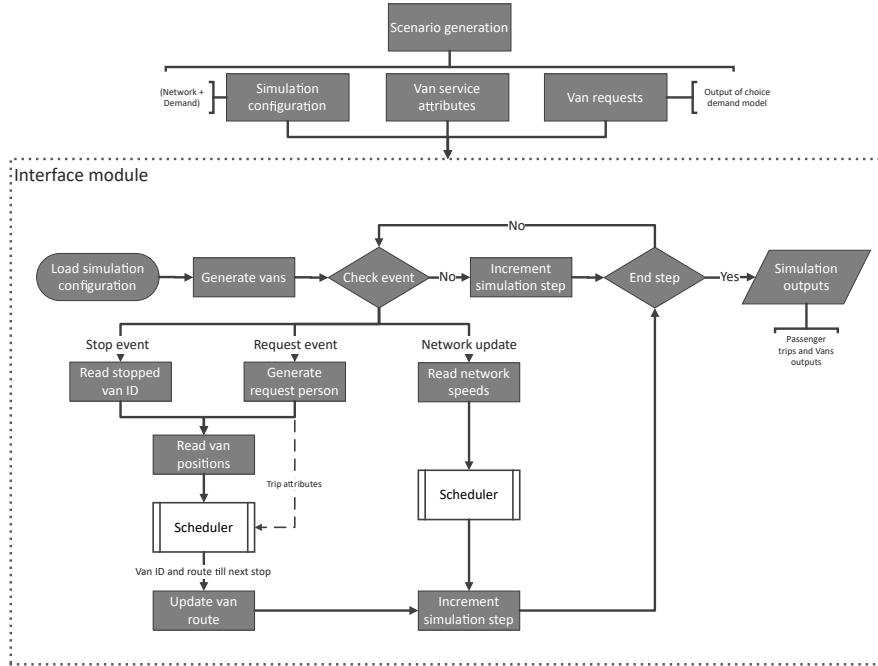 Scenario generation
(Network +
Demand)
Simulation
configuration
Van service
attributes
Van requests
Output of choice
demand model
Interface module
No
Load simulation
configuration
Generate vans
Check event
No
Increment
simulation step
End step
Yes
Simulation
outputs
Passenger
trips and Vans
outputs
Stop event
Request event
Network update
Read stopped
van ID
Generate
request person
Read network
speeds
Read van
positions
Trip attributes
Scheduler
Scheduler
Van ID and route till next stop
Update van
route
Increment
simulation step